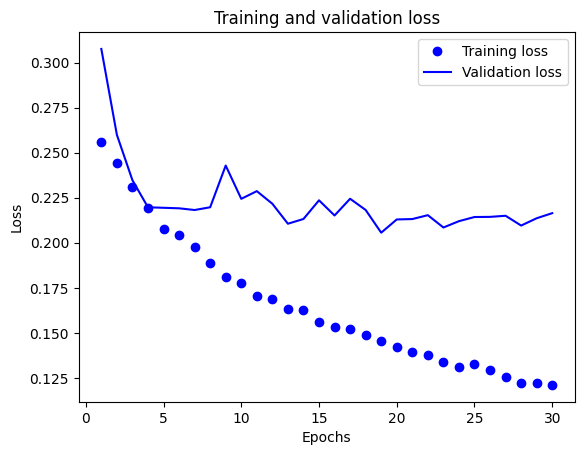 Training and validation loss
Training loss
Validation loss
Loss
0.300
0.275
0.250
0.225
0.200
0.175
0.150
0.125
0 5 10 15 20 25 30
Epochs